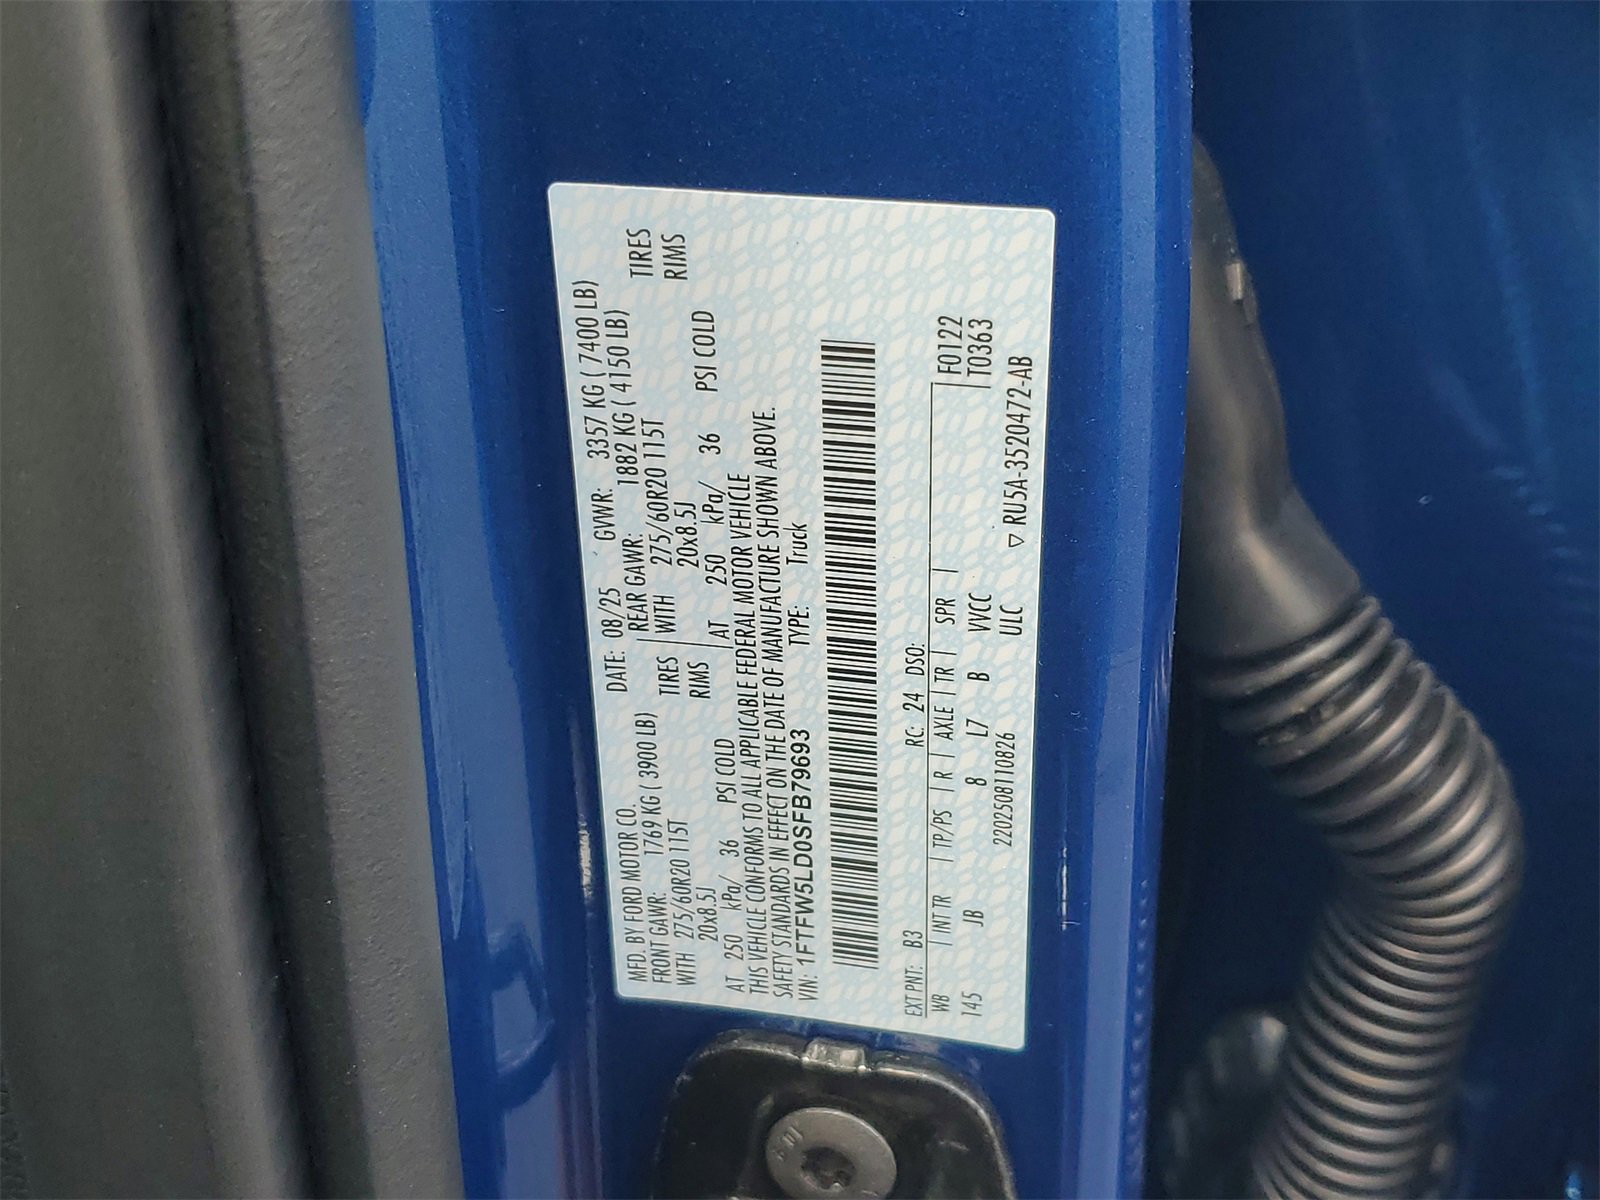 MFD. BY FORD MOTOR CO. DATE: 08/25 GVWR: 3357 KG ( 7400 LB)
FRONT GAWR: 1769 KG ( 3900 LB) REAR GAWR: 1882 KG ( 4150 LB)
WITH 275/60R20 115T TIRES WITH 275/60R20 115T TIRES
20x8.5J RIMS 20x8.5J RIMS
AT 250 kPa/ 36 PSI COLD AT 250 kPa/ 36 PSI COLD
THIS VEHICLE CONFORMS TO ALL APPLICABLE FEDERAL MOTOR VEHICLE
SAFETY STANDARDS IN EFFECT ON THE DATE OF MANUFACTURE SHOWN ABOVE.
VIN: 1FTFW5LD0SFB79693 TYPE: Truck
EXT PNT: B3 RC: 24 DSO:
WB | INT TR | TP/PS | R | AXLE | TR | SPR | F0122
145 JB 8 L7 B VVCC T0363
2202508110826 ULC ▽ RU5A-3520472-AB
10.9